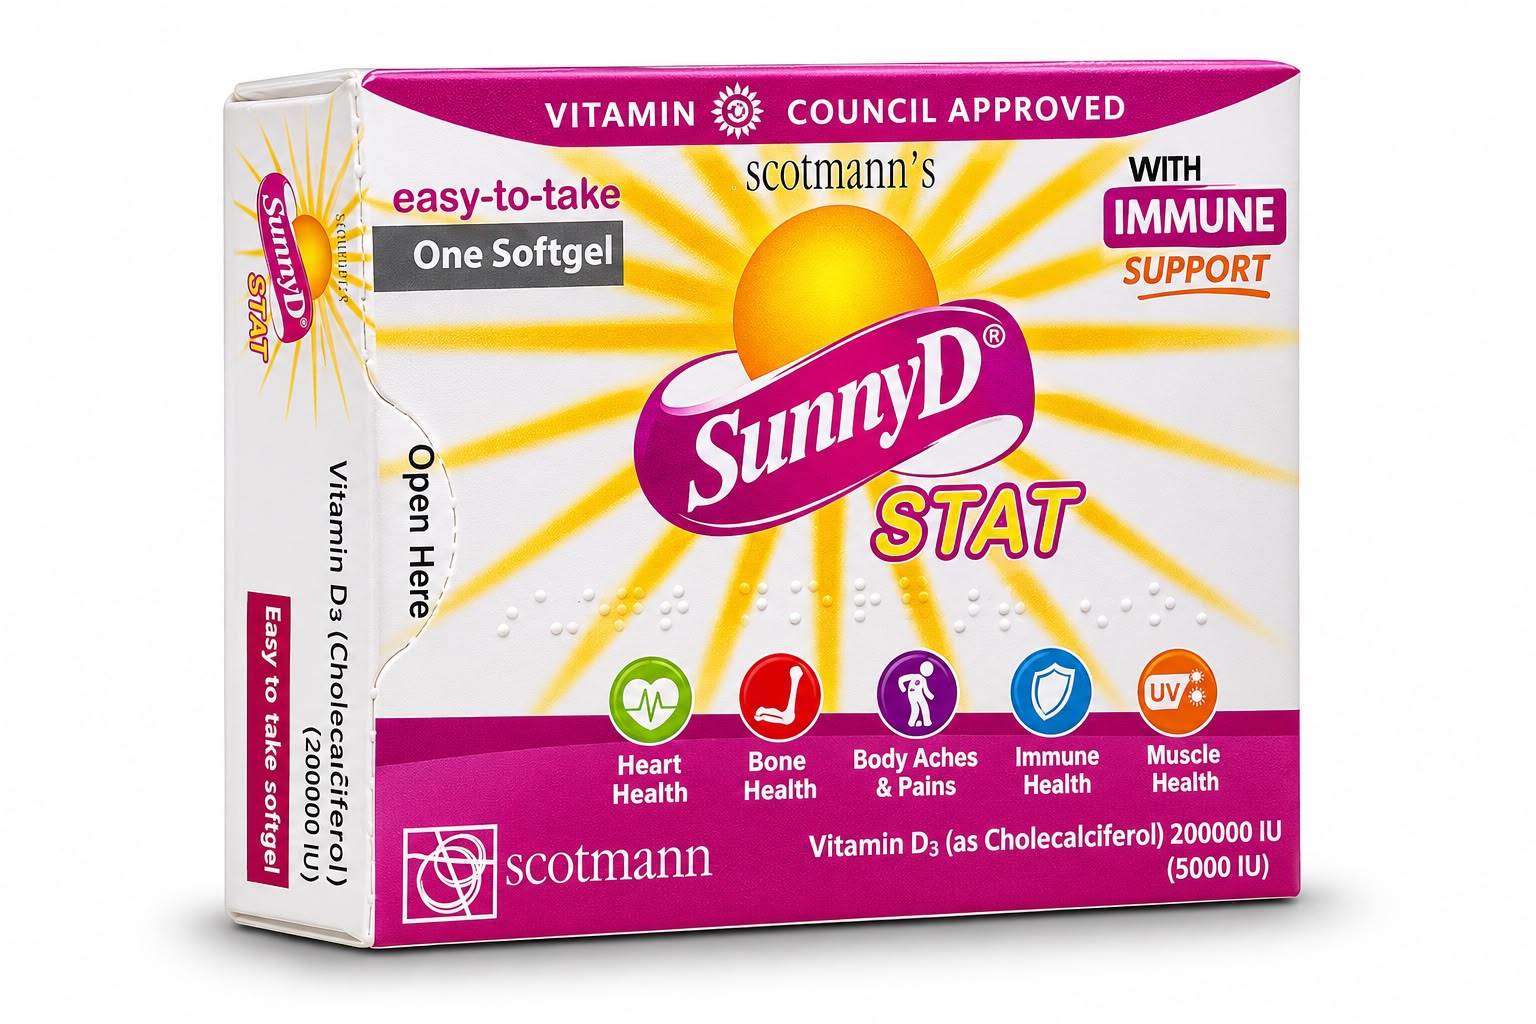 VITAMIN COUNCIL APPROVED
scotmann's
easy-to-take
One Softgel
WITH
IMMUNE
SUPPORT
SunnyD®
STAT
Open Here
Heart
Health
Bone
Health
Body Aches
& Pains
Immune
Health
UV
Muscle
Health
scotmann
Vitamin D₃ (as Cholecalciferol) 200000 IU
(5000 IU)
SunnyD®
STAT
Vitamin D₃ (Cholecalciferol)
(200000 IU)
Easy to take softgel